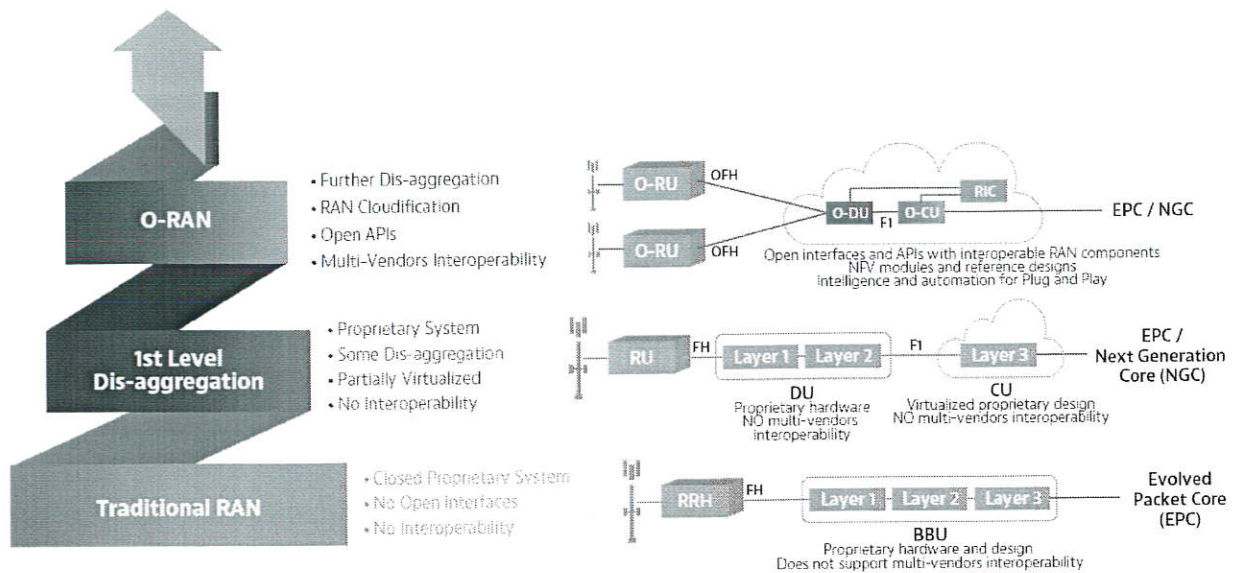 O-RAN
• Further Dis-aggregation
• RAN Cloudification
• Open APIs
• Multi-Vendors Interoperability
O-RU
OFH
O-RU
OFH
O-DU
F1
O-CU
RIC
EPC / NGC
Open interfaces and APIs with interoperable RAN components
NFV modules and reference designs
Intelligence and automation for Plug and Play
1st Level
Dis-aggregation
• Proprietary System
• Some Dis-aggregation
• Partially Virtualized
• No Interoperability
RU
FH
Layer 1
Layer 2
DU
Proprietary hardware
NO multi-vendors
interoperability
F1
Layer 3
CU
Virtualized proprietary design
NO multi-vendors interoperability
EPC /
Next Generation
Core (NGC)
Traditional RAN
• Closed Proprietary System
• No Open Interfaces
• No Interoperability
RRH
FH
Layer 1
Layer 2
Layer 3
BBU
Proprietary hardware and design
Does not support multi-vendors interoperability
Evolved
Packet Core
(EPC)